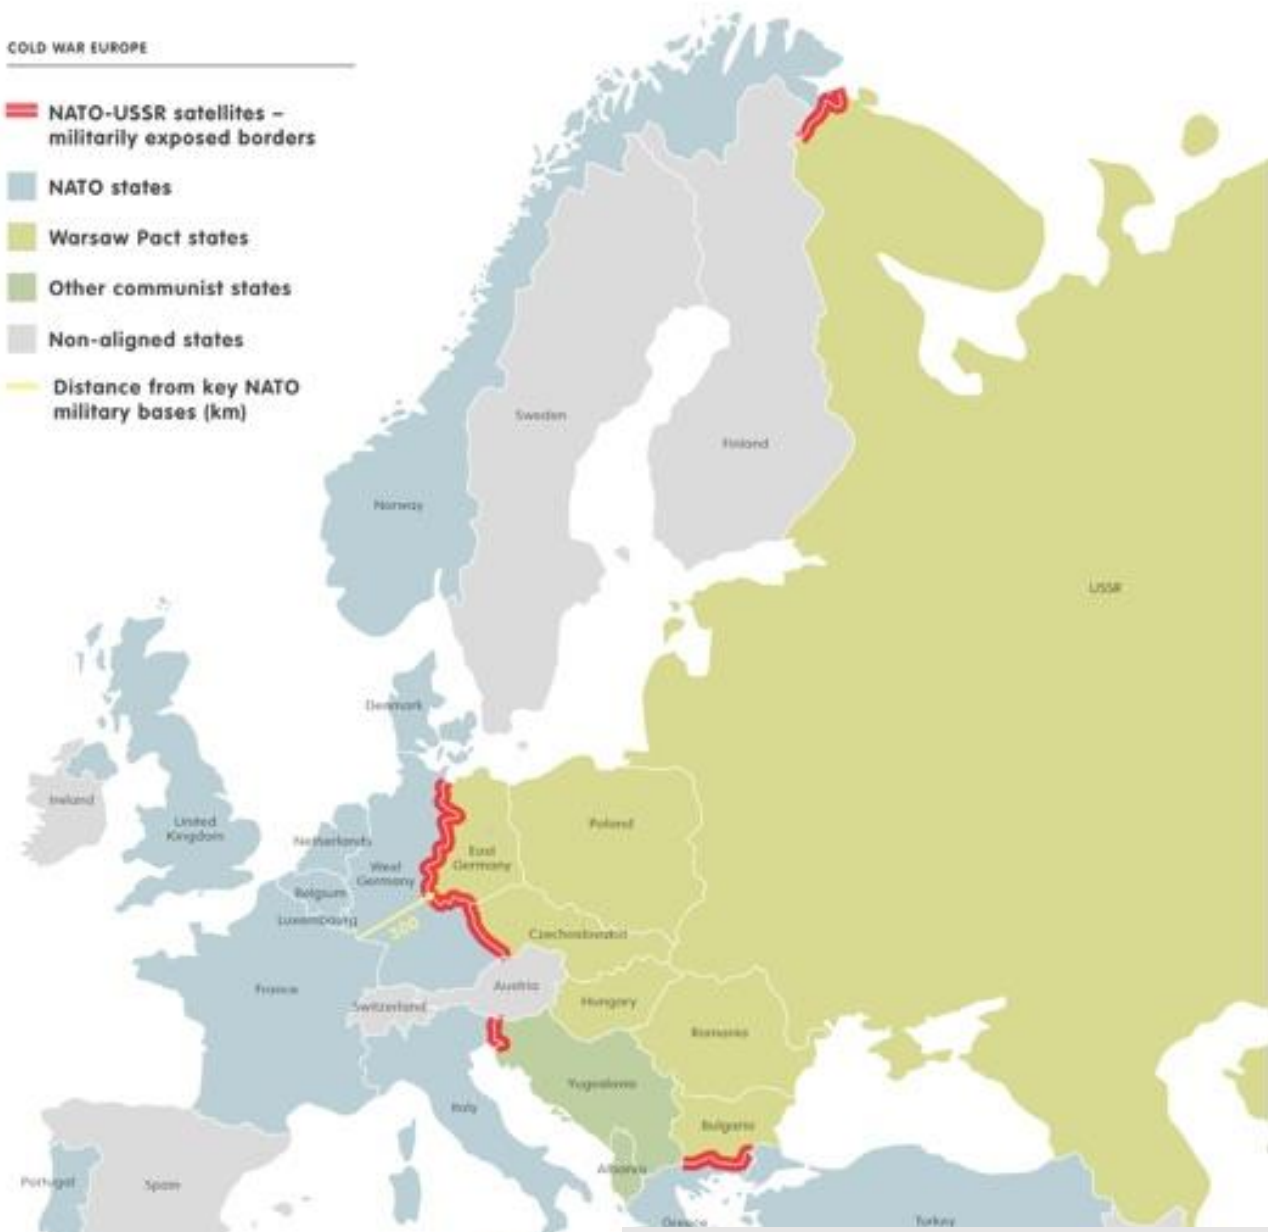 COLD WAR EUROPE
NATO-USSR satellites –
militarily exposed borders
NATO states
Warsaw Pact states
Other communist states
Non-aligned states
Distance from key NATO
military bases (km)
Sweden
Finland
Norway
USSR
Denmark
Ireland
United
Kingdom
Netherlands
Poland
East
Germany
West
Germany
Belgium
Luxembourg
300
Czechoslovakia
France
Austria
Switzerland
Hungary
Romania
Yugoslavia
Italy
Bulgaria
Albania
Portugal
Spain
Greece
Turkey